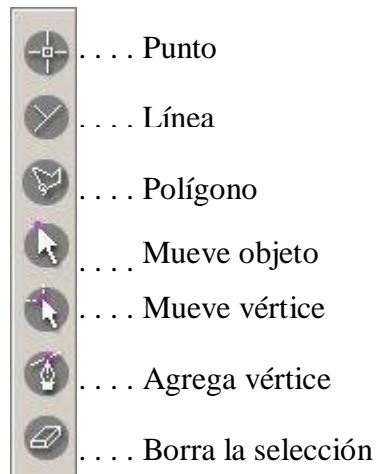 . . . . Punto
. . . . Línea
. . . . Polígono
. . . . Mueve objeto
. . . . Mueve vértice
. . . . Agrega vértice
. . . . Borra la selección